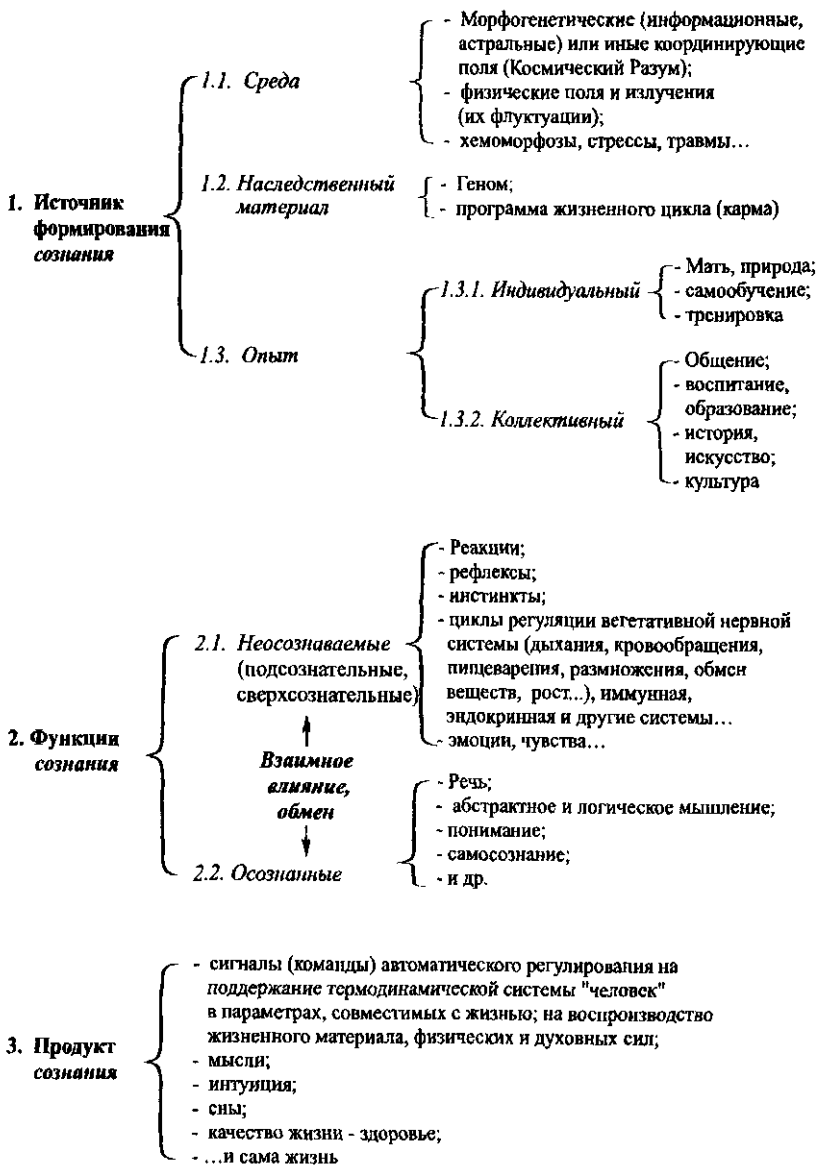 - Морфогенетические (информационные,
астральные) или иные координирующие
поля (Космический Разум);
1.1. Среда
- физические поля и излучения
(их флуктуации);
- хемоморфозы, стрессы, травмы...
1.2. Наследственный
материал
- Геном;
- программа жизненного цикла (карма)
1. Источник
формирования
сознания
1.3. Опыт
1.3.1. Индивидуальный
- Мать, природа;
- самообучение;
- тренировка
1.3.2. Коллективный
- Общение;
- воспитание,
образование;
- история,
искусство;
- культура
2. Функции
сознания
2.1. Неосознаваемые
(подсознательные,
сверхсознательные)
- Реакции;
- рефлексы;
- инстинкты;
- циклы регуляции вегетативной нервной
системы (дыхания, кровообращения,
пищеварения, размножения, обмен
веществ, рост...), иммунная,
эндокринная и другие системы...
- эмоции, чувства...
Взаимное
влияние,
обмен
2.2. Осознанные
- Речь;
- абстрактное и логическое мышление;
- понимание;
- самосознание;
- и др.
3. Продукт
сознания
- сигналы (команды) автоматического регулирования на
поддержание термодинамической системы "человек"
в параметрах, совместимых с жизнью; на воспроизводство
жизненного материала, физических и духовных сил;
- мысли;
- интуиция;
- сны;
- качество жизни - здоровье;
- ...и сама жизнь